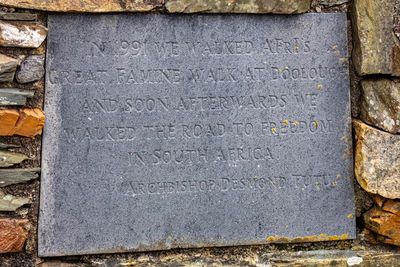 IN 1991 WE WALKED AFRI'S
GREAT FAMINE WALK AT DOOLOUGH
AND SOON AFTERWARDS WE
WALKED THE ROAD TO FREEDOM
IN SOUTH AFRICA
ARCHBISHOP DESMOND TUTU